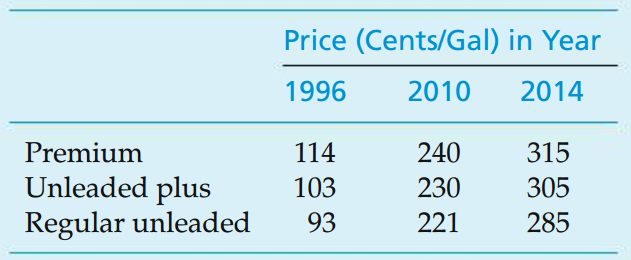 Price (Cents/Gal) in Year
1996 2010 2014
Premium 114 240 315
Unleaded plus 103 230 305
Regular unleaded 93 221 285